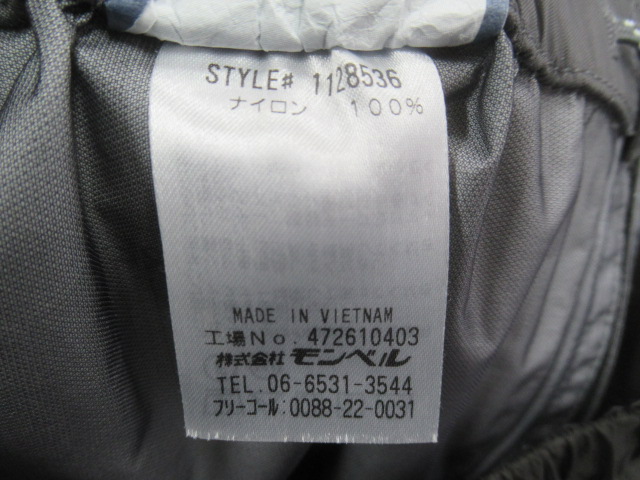 STYLE# 1128536
ナイロン 100%
MADE IN VIETNAM
工場No.472610403
株式会社 モンベル
TEL.06-6531-3544
フリーコール:0088-22-0031